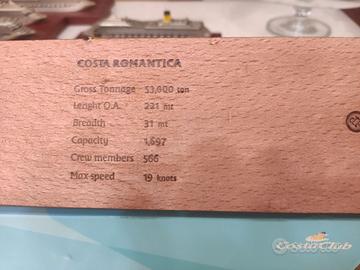 COSTA ROMANTICA
Gross Tonnage 53,000 ton
Lenght O.A. 221 mt
Breadth 31 mt
Capacity 1,697
Crew members 566
Max speed 19 knots
CostaClub